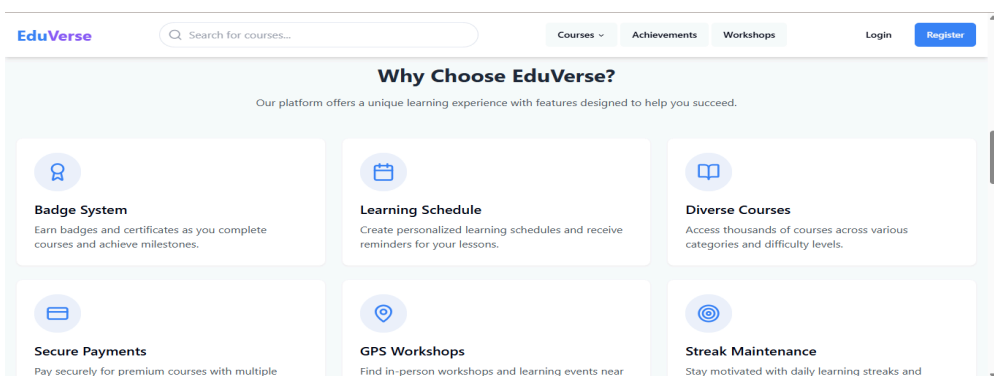 EduVerse
Search for courses...
Courses
Achievements
Workshops
Login
Register
Why Choose EduVerse?
Our platform offers a unique learning experience with features designed to help you succeed.
Badge System
Earn badges and certificates as you complete
courses and achieve milestones.
Learning Schedule
Create personalized learning schedules and receive
reminders for your lessons.
Diverse Courses
Access thousands of courses across various
categories and difficulty levels.
Secure Payments
Pay securely for premium courses with multiple
GPS Workshops
Find in-person workshops and learning events near
Streak Maintenance
Stay motivated with daily learning streaks and